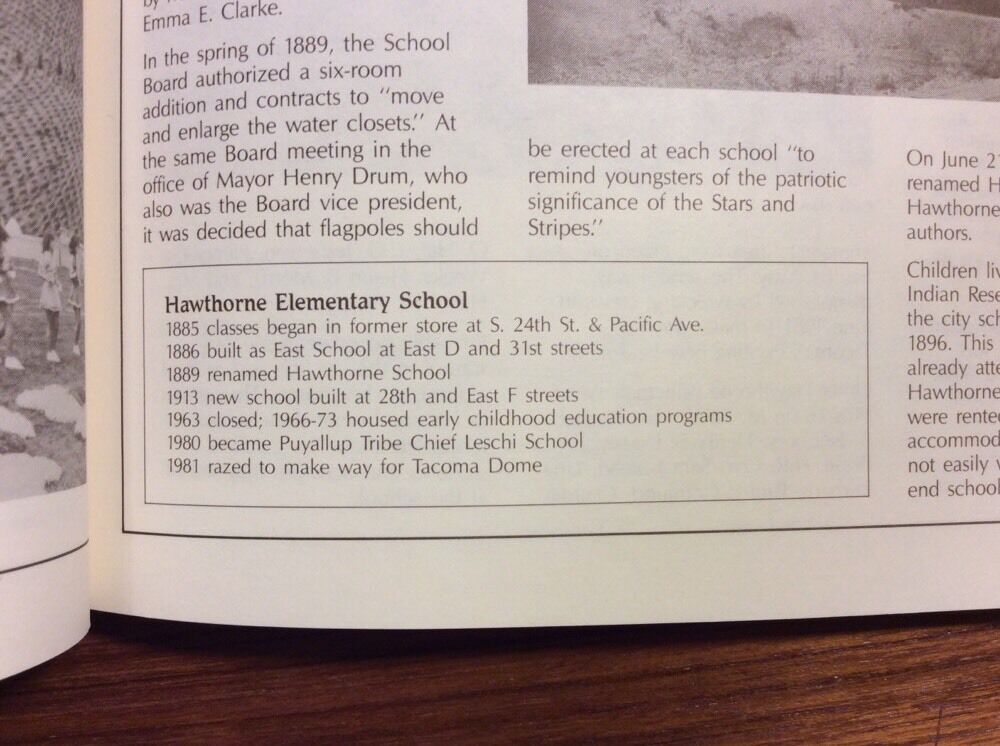 Emma E. Clarke.
In the spring of 1889, the School
Board authorized a six-room
addition and contracts to "move
and enlarge the water closets." At
the same Board meeting in the
office of Mayor Henry Drum, who
also was the Board vice president,
it was decided that flagpoles should
be erected at each school "to
remind youngsters of the patriotic
significance of the Stars and
Stripes."
On June
renamed
Hawthorne
authors.
Children
Indian
the city
1896. This
already
Hawthorne
were
not easily
end school
Hawthorne Elementary School
1885 classes began in former store at S. 24th St. & Pacific Ave.
1886 built as East School at East D and 31st streets
1889 renamed Hawthorne School
1913 new school built at 28th and East F streets
1963 closed; 1966-73 housed early childhood education programs
1980 became Puyallup Tribe Chief Leschi School
1981 razed to make way for Tacoma Dome